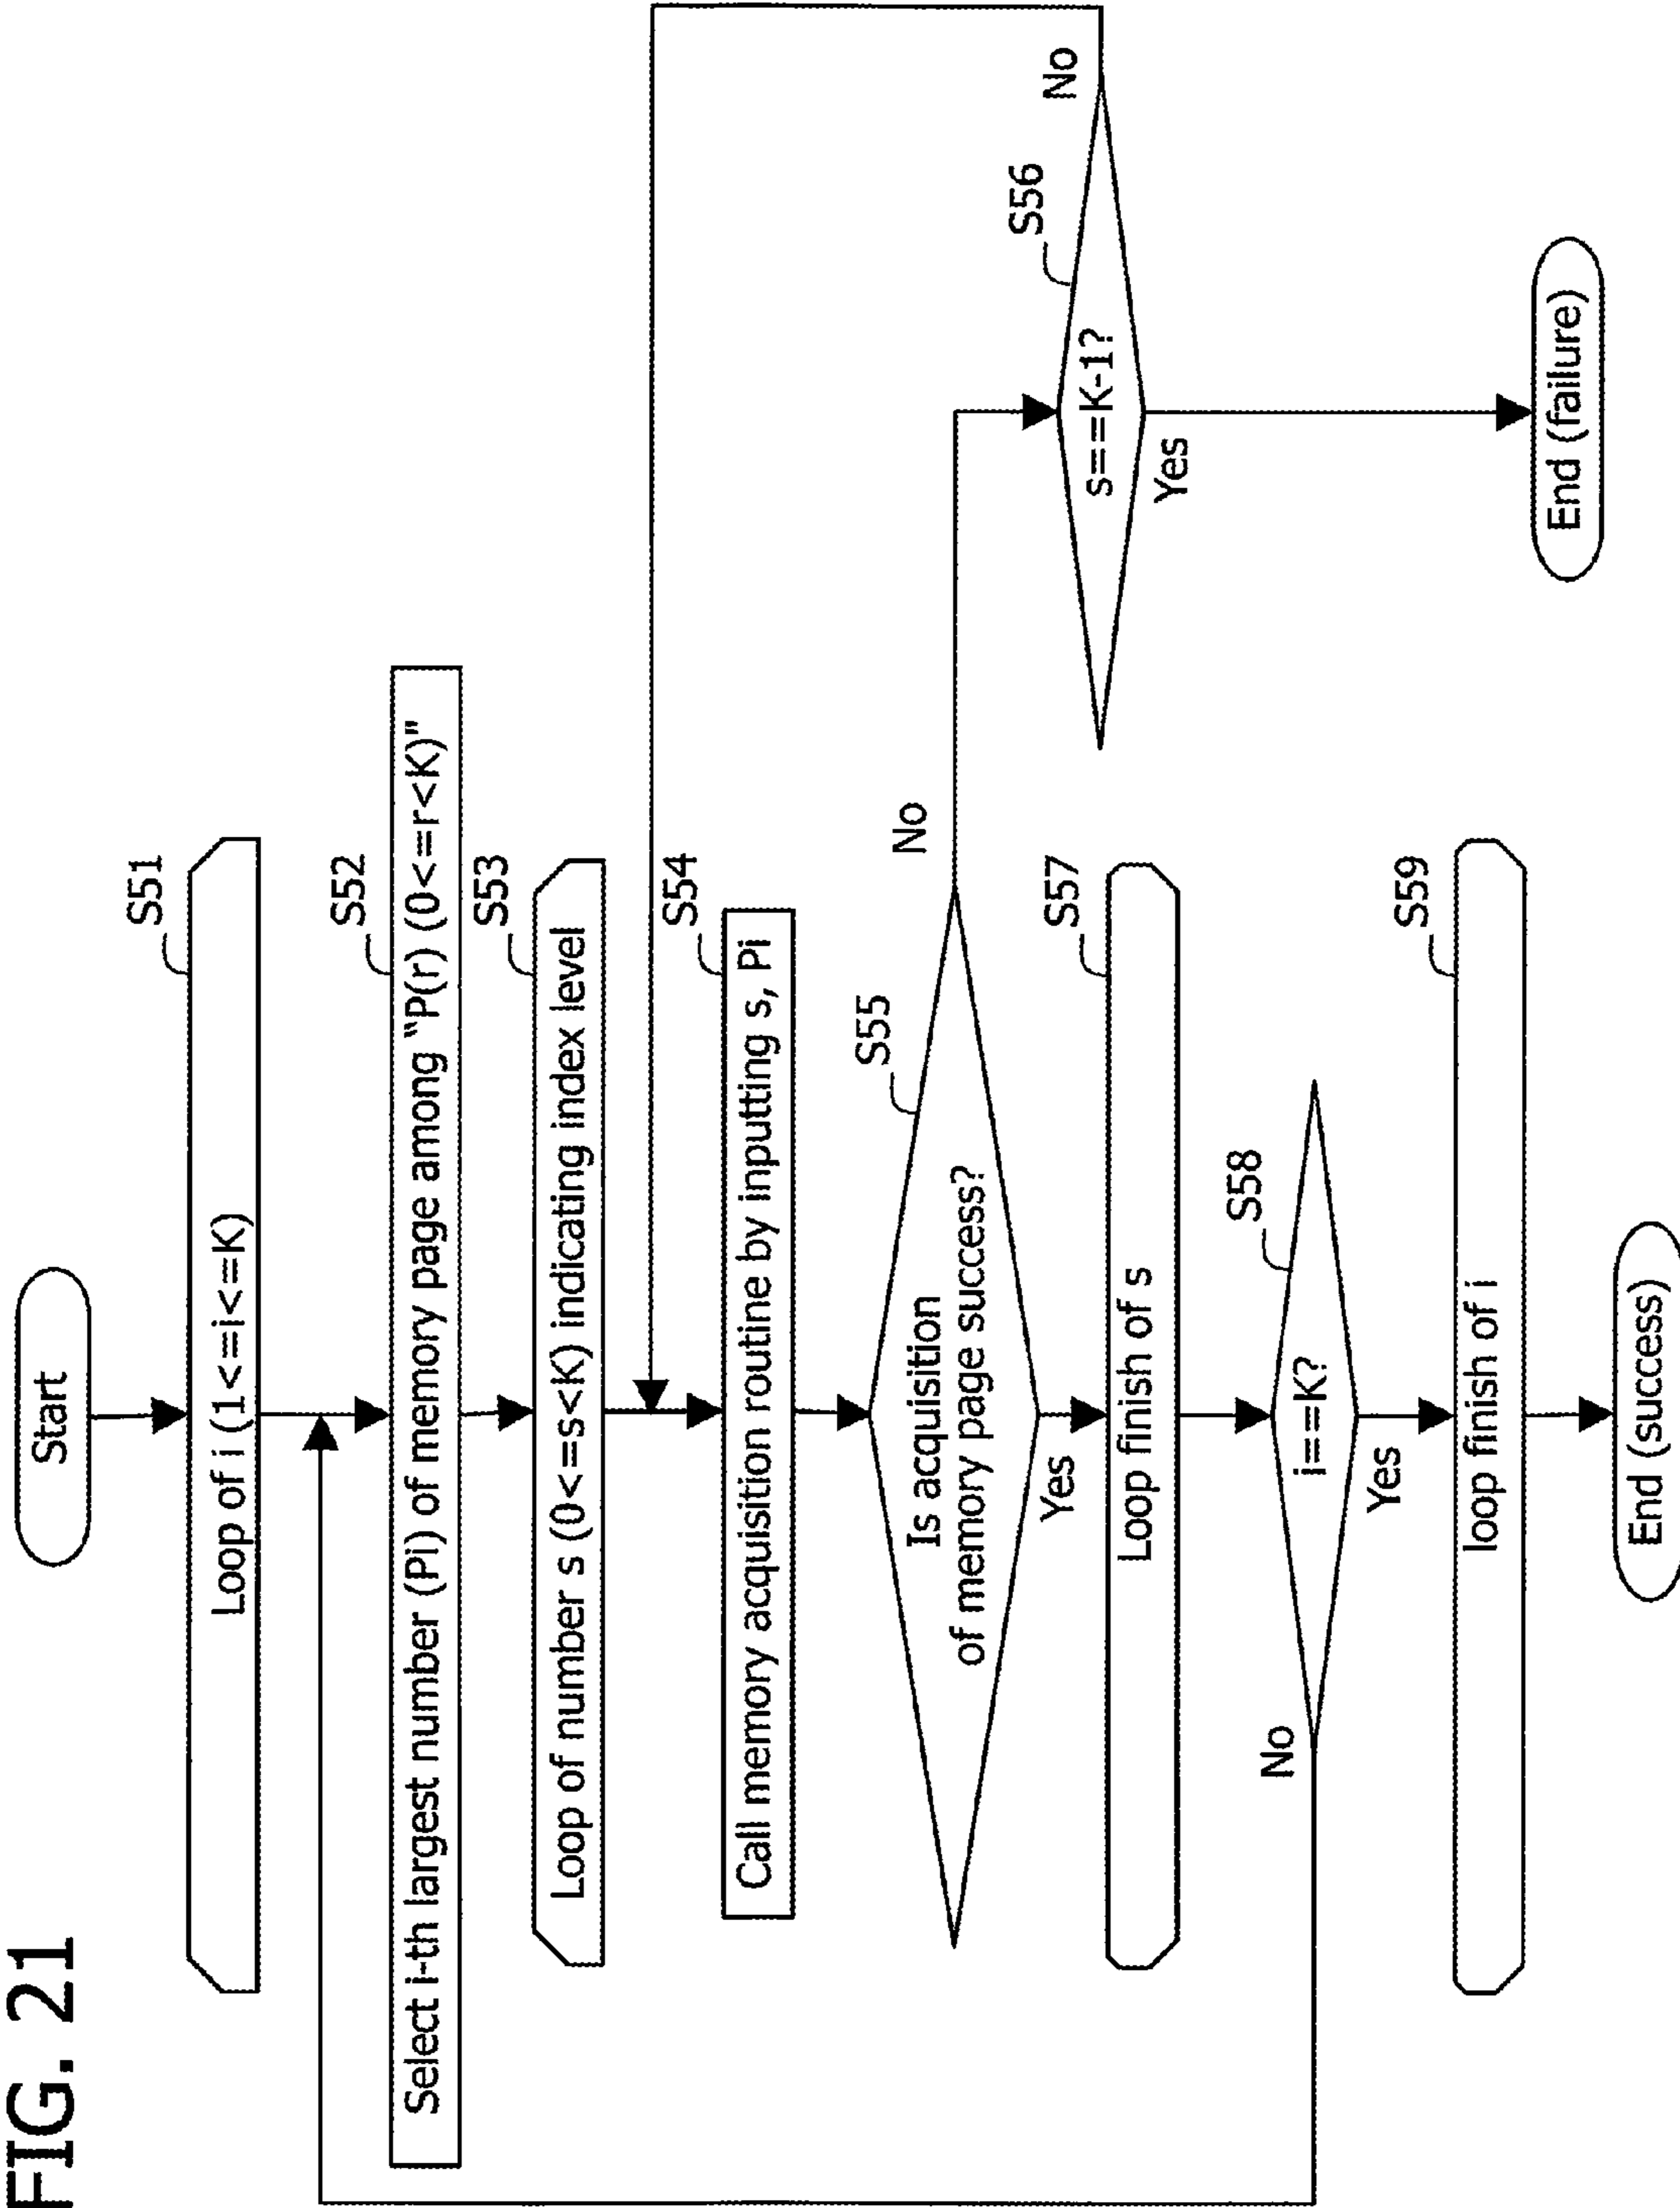 FIG. 21
Start
S51
Loop of i (1<=i<=K)
S52
Select i-th largest number (Pi) of memory page among “P(r) (0<=r<K)"
S53
Loop of number s (0<=s<K) indicating index level
S54
Call memory acquisition routine by inputting s, Pi
S55
Is acquisition
of memory page success?
No
Yes
S56
s==K-1?
No
Yes
End (failure)
S57
Loop finish of s
S58
i==K?
No
Yes
S59
loop finish of i
End (success)